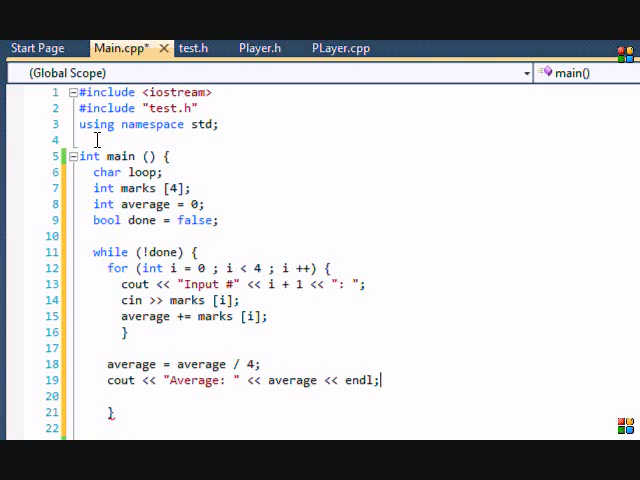 Start Page Main.cpp* test.h Player.h PLayer.cpp
(Global Scope) main()
1 #include <iostream>
2 #include "test.h"
3 using namespace std;
4
5 int main () {
6 char loop;
7 int marks [4];
8 int average = 0;
9 bool done = false;
10
11 while (!done) {
12 for (int i = 0 ; i < 4 ; i ++) {
13 cout << "Input #" << i + 1 << ": ";
14 cin >> marks [i];
15 average += marks [i];
16 }
17
18 average = average / 4;
19 cout << "Average: " << average << endl;
20
21 }
22